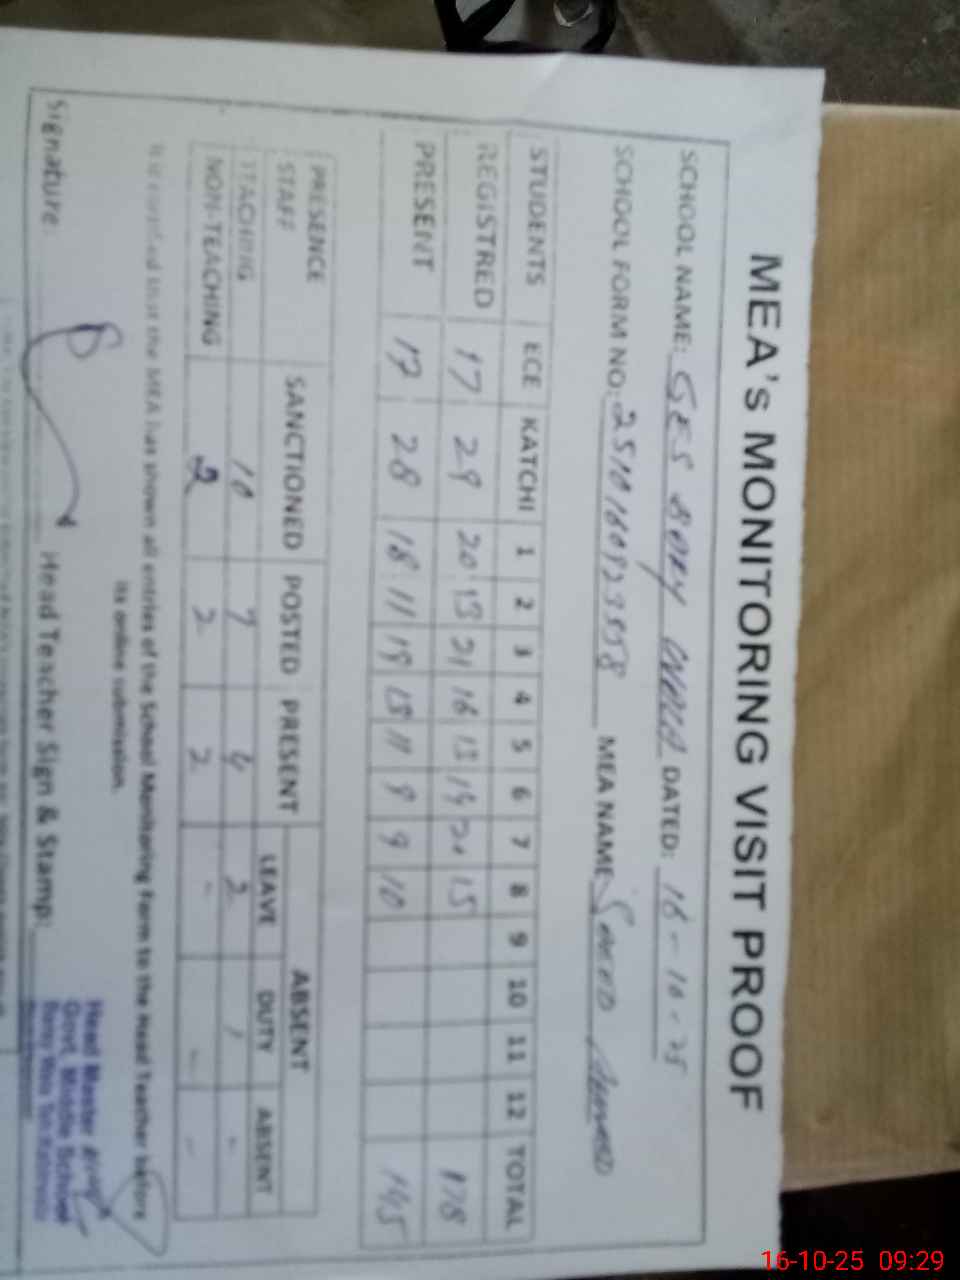 MEA's MONITORING VISIT PROOF
SCHOOL NAME: GES BOHY DATED: 16-10-25
SCHOOL FORM NO: MEA NAME Saeed Ahmed
STUDENTS ECE KATCHI 1 2 3 4 5 6 7 8 9 10 11 12 TOTAL
REGISTRED 17 29 20 13 21 16 13 14 20 15 178
PRESENT 17 28 18 11 18 11 9 9 10 145
PRESENCE STAFF SANCTIONED POSTED PRESENT ABSENT
LEAVE DUTY ABSENT
TEACHING 10 7 4 2 1 -
NON-TEACHING 2 2 2 - - -
It is certified that the MEA has shown all entries of the School Monitoring Form to the Head Teacher before
its online submission.
Signature: Head Teacher Sign & Stamp:
Head Master
Govt. Middle School
16-10-25 09:29